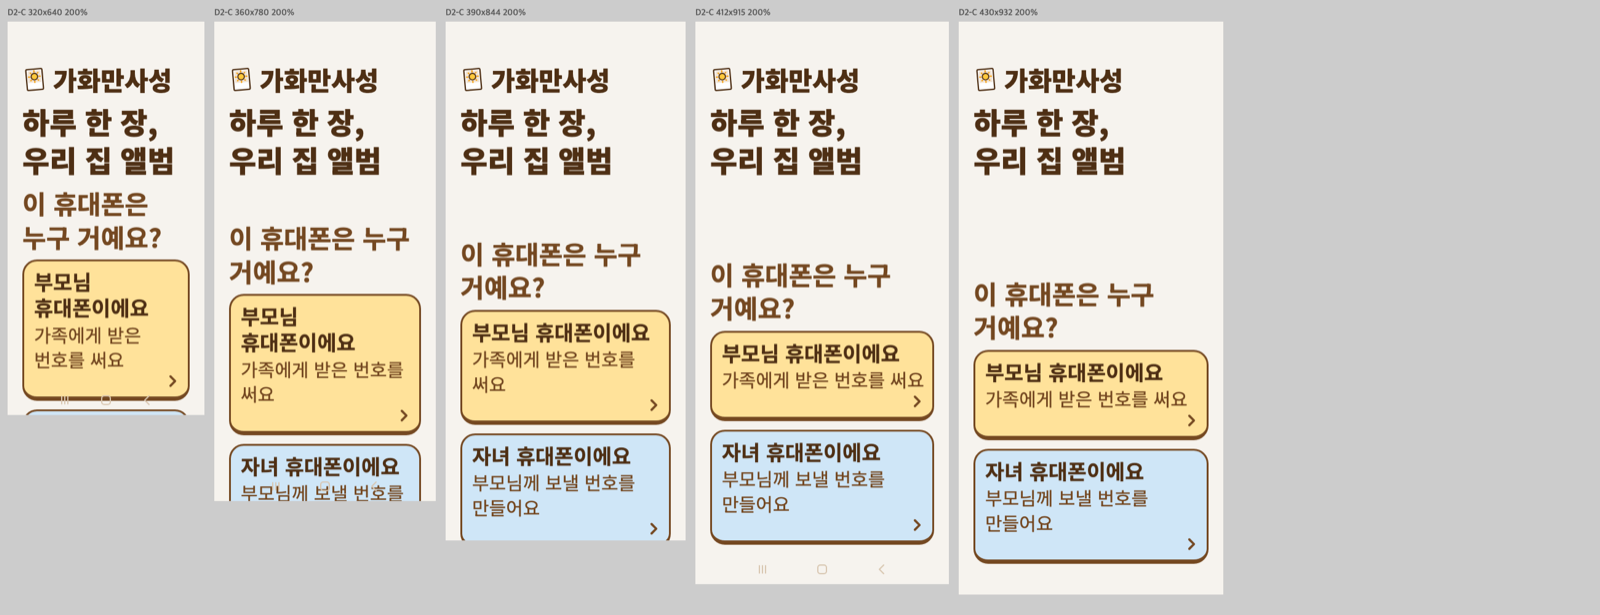 D2-C 320x640 200%
가화만사성
하루 한 장,
우리 집 앨범
이 휴대폰은
누구 거예요?
부모님
휴대폰이에요
가족에게 받은
번호를 써요
D2-C 360x780 200%
가화만사성
하루 한 장,
우리 집 앨범
이 휴대폰은 누구
거예요?
부모님
휴대폰이에요
가족에게 받은 번호를
써요
자녀 휴대폰이에요
부모님께 보낼 번호를
D2-C 390x844 200%
가화만사성
하루 한 장,
우리 집 앨범
이 휴대폰은 누구
거예요?
부모님 휴대폰이에요
가족에게 받은 번호를
써요
자녀 휴대폰이에요
부모님께 보낼 번호를
만들어요
D2-C 412x915 200%
가화만사성
하루 한 장,
우리 집 앨범
이 휴대폰은 누구
거예요?
부모님 휴대폰이에요
가족에게 받은 번호를 써요
자녀 휴대폰이에요
부모님께 보낼 번호를
만들어요
D2-C 430x932 200%
가화만사성
하루 한 장,
우리 집 앨범
이 휴대폰은 누구
거예요?
부모님 휴대폰이에요
가족에게 받은 번호를 써요
자녀 휴대폰이에요
부모님께 보낼 번호를
만들어요